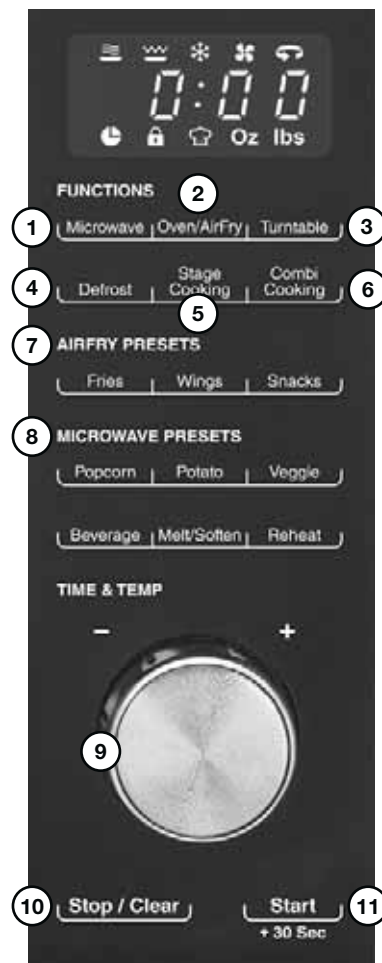 0:00
Oz lbs
FUNCTIONS 2
1 Microwave Oven/AirFry Turntable 3
4 Defrost Stage Cooking Combi Cooking 6
5
7 AIRFRY PRESETS
Fries Wings Snacks
8 MICROWAVE PRESETS
Popcorn Potato Veggie
Beverage Melt/Soften Reheat
TIME & TEMP
− +
9
10 Stop / Clear Start 11
+ 30 Sec